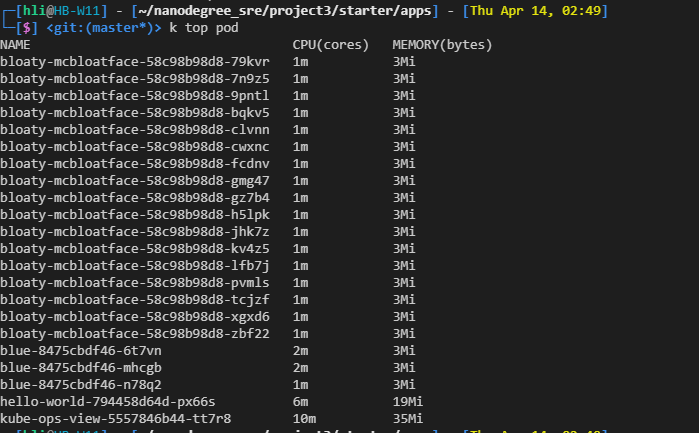 [hli@HB-W11] - [~/nanodegree_sre/project3/starter/apps] - [Thu Apr 14, 02:49]
[$] <git:(master*)> k top pod
NAME CPU(cores) MEMORY(bytes)
bloaty-mcbloatface-58c98b98d8-79kvr 1m 3Mi
bloaty-mcbloatface-58c98b98d8-7n9z5 1m 3Mi
bloaty-mcbloatface-58c98b98d8-9pntl 1m 3Mi
bloaty-mcbloatface-58c98b98d8-bqkv5 1m 3Mi
bloaty-mcbloatface-58c98b98d8-clvnn 1m 3Mi
bloaty-mcbloatface-58c98b98d8-cwxnc 1m 3Mi
bloaty-mcbloatface-58c98b98d8-fcdnv 1m 3Mi
bloaty-mcbloatface-58c98b98d8-gmg47 1m 3Mi
bloaty-mcbloatface-58c98b98d8-gz7b4 1m 3Mi
bloaty-mcbloatface-58c98b98d8-h5lpk 1m 3Mi
bloaty-mcbloatface-58c98b98d8-jhk7z 1m 3Mi
bloaty-mcbloatface-58c98b98d8-kv4z5 1m 3Mi
bloaty-mcbloatface-58c98b98d8-lfb7j 1m 3Mi
bloaty-mcbloatface-58c98b98d8-pvmls 1m 3Mi
bloaty-mcbloatface-58c98b98d8-tcjzf 1m 3Mi
bloaty-mcbloatface-58c98b98d8-xgxd6 1m 3Mi
bloaty-mcbloatface-58c98b98d8-zbf22 1m 3Mi
blue-8475cbdf46-6t7vn 2m 3Mi
blue-8475cbdf46-mhcgb 2m 3Mi
blue-8475cbdf46-n78q2 1m 3Mi
hello-world-794458d64d-px66s 6m 19Mi
kube-ops-view-5557846b44-tt7r8 10m 35Mi